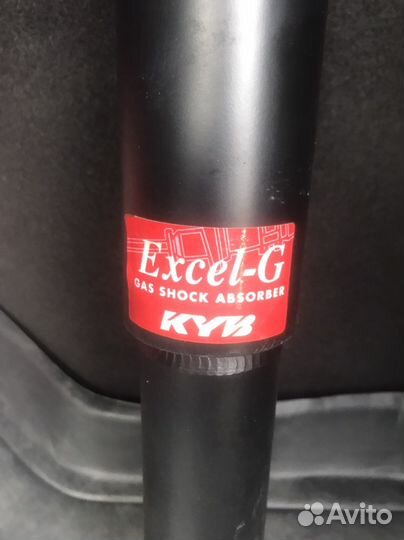 Excel-G
GAS SHOCK ABSORBER
KYB
Avito